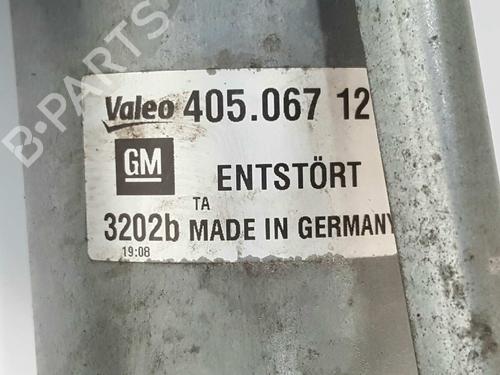 B-PARTS
Valeo 405.067 12
GM ENTSTÖRT
TA
3202b MADE IN GERMANY
19:08